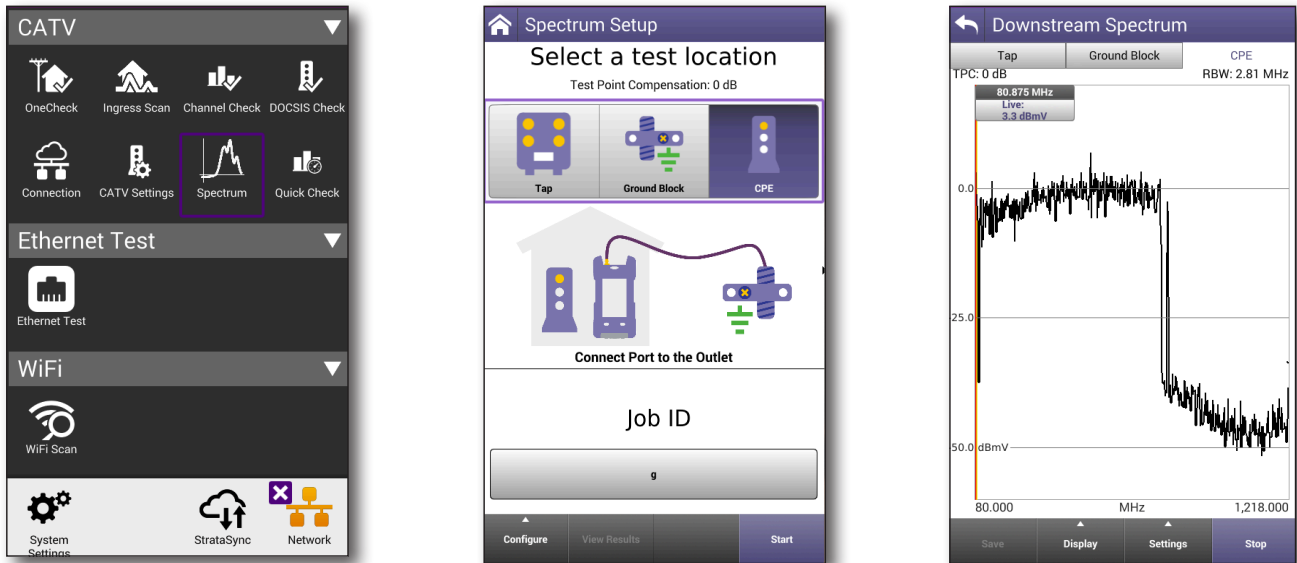 CATV
OneCheck
Ingress Scan
Channel Check
DOCSIS Check
Connection
CATV Settings
Spectrum
Quick Check
Ethernet Test
Ethernet Test
WiFi
WiFi Scan
System
Settings
StrataSync
Network
Spectrum Setup
Select a test location
Test Point Compensation: 0 dB
Tap
Ground Block
CPE
Connect Port to the Outlet
Job ID
g
Configure
View Results
Start
Downstream Spectrum
Tap
Ground Block
CPE
TPC: 0 dB
RBW: 2.81 MHz
80.875 MHz
Live:
3.3 dBmV
0.0
25.0
50.0 dBmV
80.000
MHz
1,218.000
Save
Display
Settings
Stop